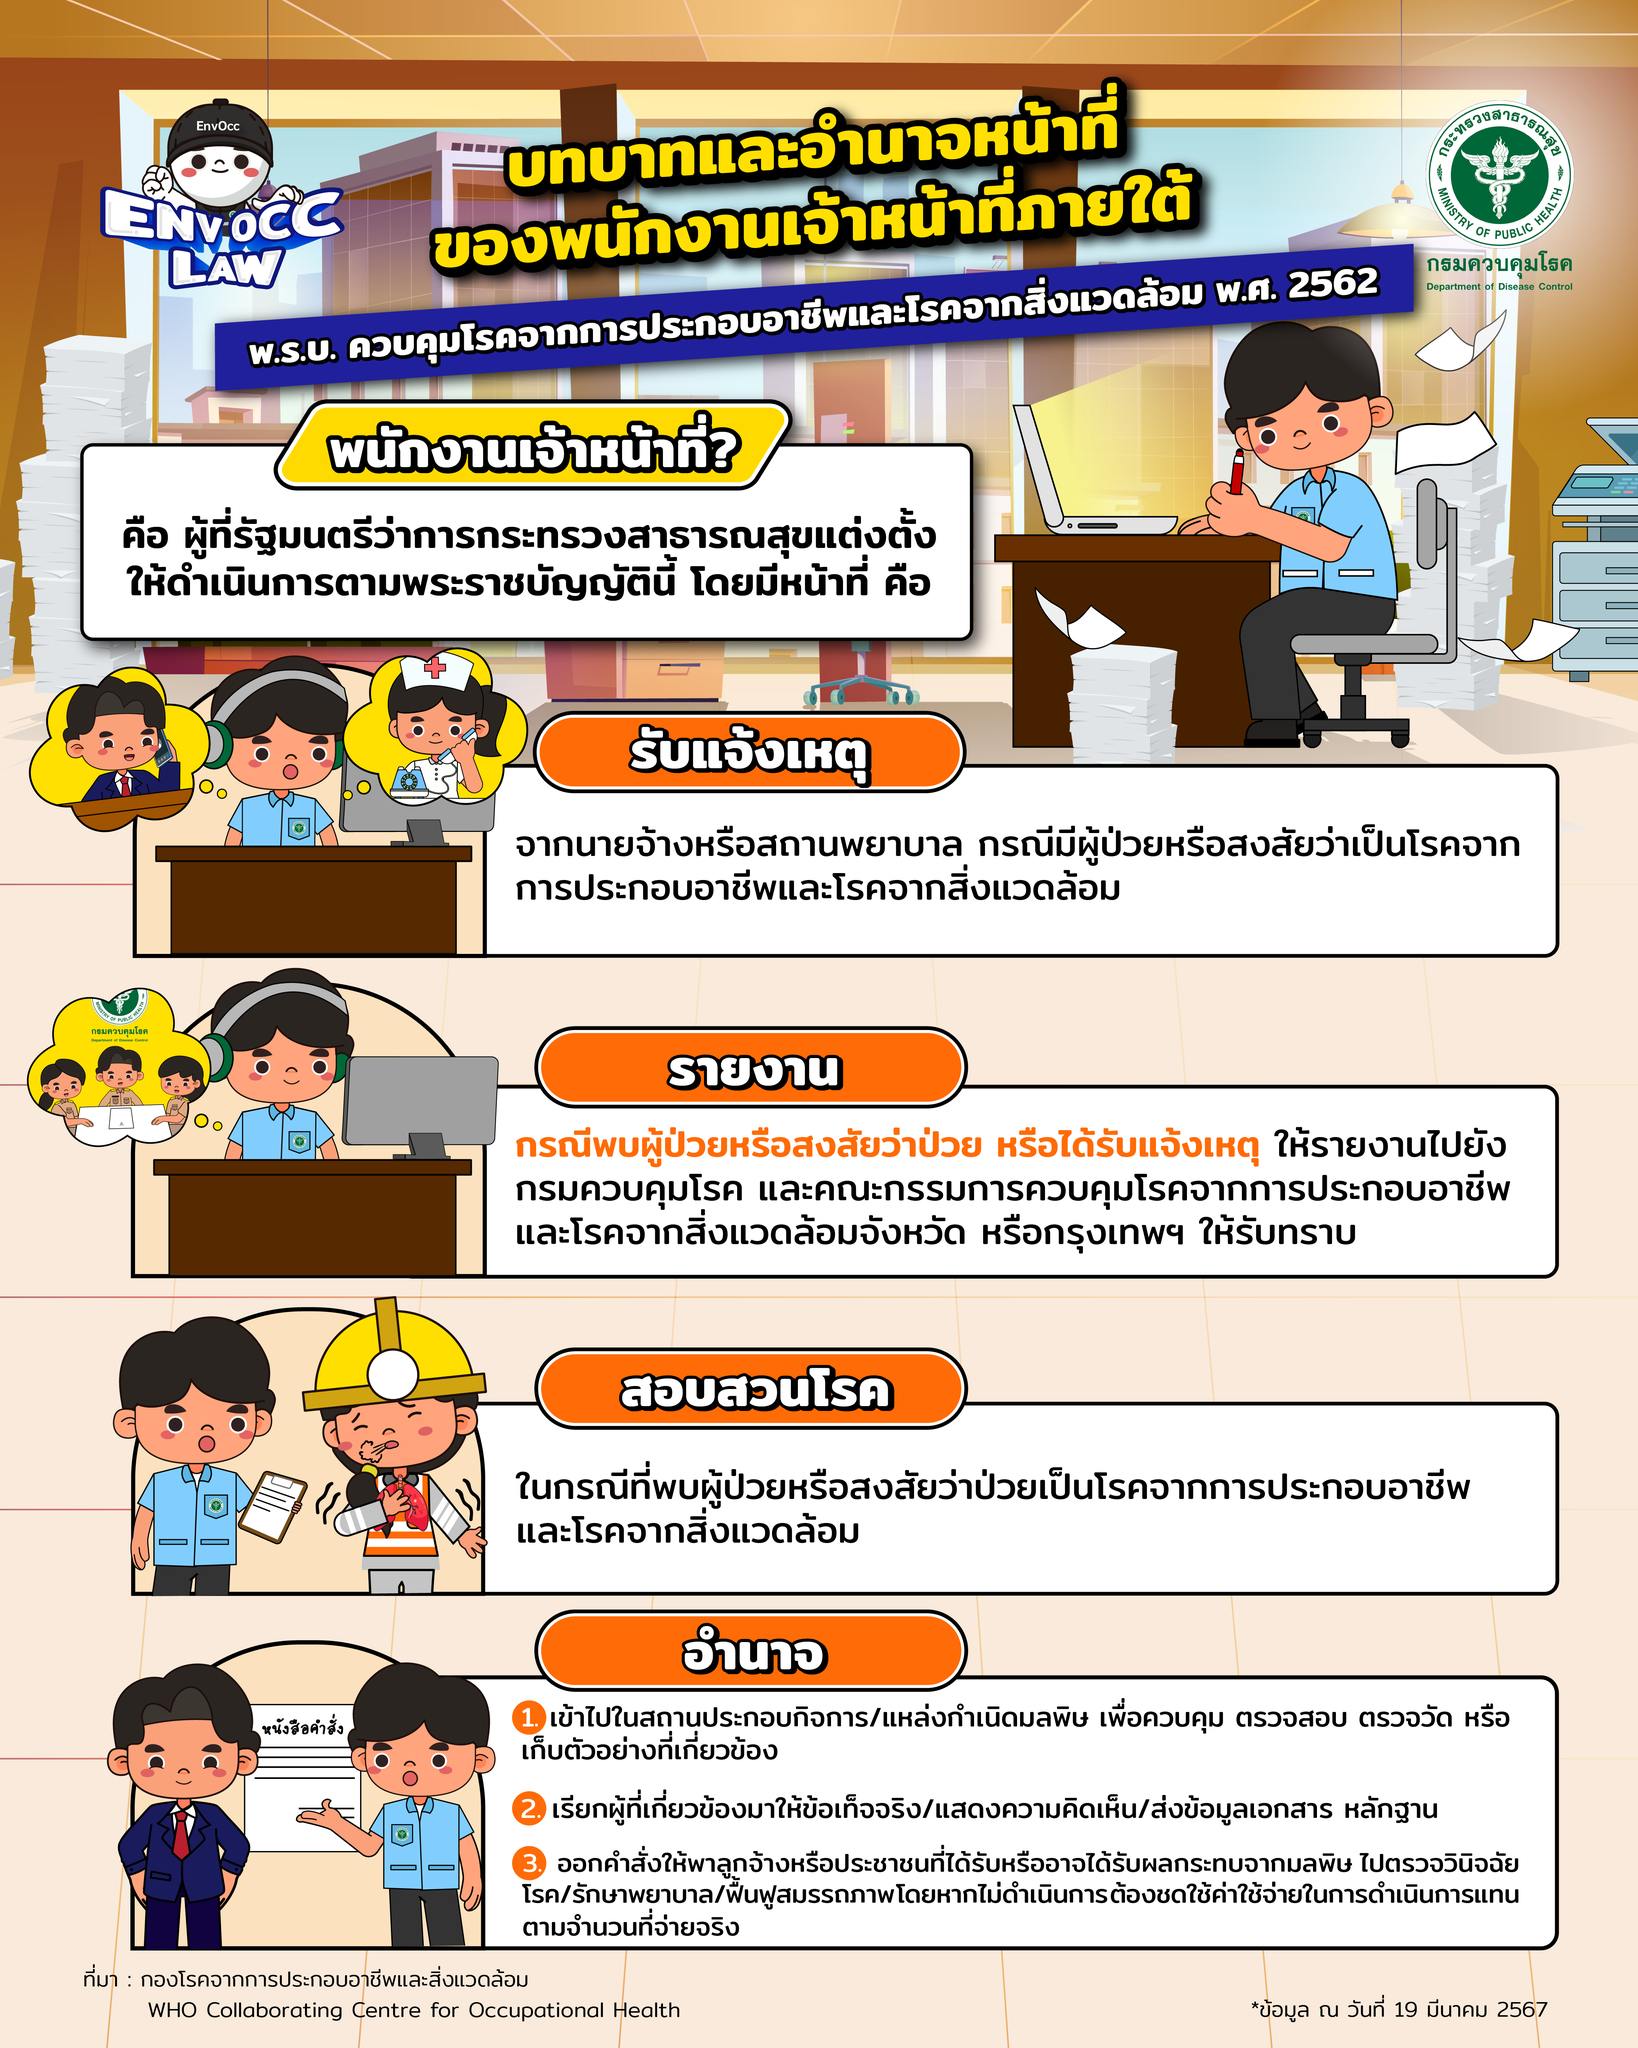 EnvOcc
ENVOCC
LAW
บทบาทและอำนาจหน้าที่
ของพนักงานเจ้าหน้าที่ภายใต้
พ.ร.บ. ควบคุมโรคจากการประกอบอาชีพและโรคจากสิ่งแวดล้อม พ.ศ. 2562
กระทรวงสาธารณสุข
MINISTRY OF PUBLIC HEALTH
กรมควบคุมโรค
Department of Disease Control
พนักงานเจ้าหน้าที่?
คือ ผู้ที่รัฐมนตรีว่าการกระทรวงสาธารณสุขแต่งตั้ง
ให้ดำเนินการตามพระราชบัญญัตินี้ โดยมีหน้าที่ คือ
รับแจ้งเหตุ
จากนายจ้างหรือสถานพยาบาล กรณีมีผู้ป่วยหรือสงสัยว่าเป็นโรคจาก
การประกอบอาชีพและโรคจากสิ่งแวดล้อม
MINISTRY OF PUBLIC HEALTH
กรมควบคุมโรค
Department of Disease Control
รายงาน
กรณีพบผู้ป่วยหรือสงสัยว่าป่วย หรือได้รับแจ้งเหตุ ให้รายงานไปยัง
กรมควบคุมโรค และคณะกรรมการควบคุมโรคจากการประกอบอาชีพ
และโรคจากสิ่งแวดล้อมจังหวัด หรือกรุงเทพฯ ให้รับทราบ
สอบสวนโรค
ในกรณีที่พบผู้ป่วยหรือสงสัยว่าป่วยเป็นโรคจากการประกอบอาชีพ
และโรคจากสิ่งแวดล้อม
อำนาจ
หนังสือคำสั่ง
1. เข้าไปในสถานประกอบกิจการ/แหล่งกำเนิดมลพิษ เพื่อควบคุม ตรวจสอบ ตรวจวัด หรือ
เก็บตัวอย่างที่เกี่ยวข้อง
2. เรียกผู้ที่เกี่ยวข้องมาให้ข้อเท็จจริง/แสดงความคิดเห็น/ส่งข้อมูลเอกสาร หลักฐาน
3. ออกคำสั่งให้พาลูกจ้างหรือประชาชนที่ได้รับหรืออาจได้รับผลกระทบจากมลพิษ ไปตรวจวินิจฉัย
โรค/รักษาพยาบาล/ฟื้นฟูสมรรถภาพโดยหากไม่ดำเนินการต้องชดใช้ค่าใช้จ่ายในการดำเนินการแทน
ตามจำนวนที่จ่ายจริง
ที่มา : กองโรคจากการประกอบอาชีพและสิ่งแวดล้อม
WHO Collaborating Centre for Occupational Health
*ข้อมูล ณ วันที่ 19 มีนาคม 2567